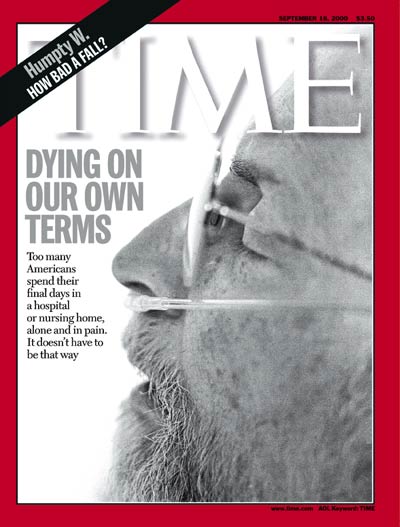 SEPTEMBER 18, 2000 $3.50
Humpty W.
HOW BAD A FALL?
TIME
DYING ON
OUR OWN
TERMS
Too many
Americans
spend their
final days in
a hospital
or nursing home,
alone and in pain.
It doesn't have to
be that way
www.time.com AOL Keyword: TIME